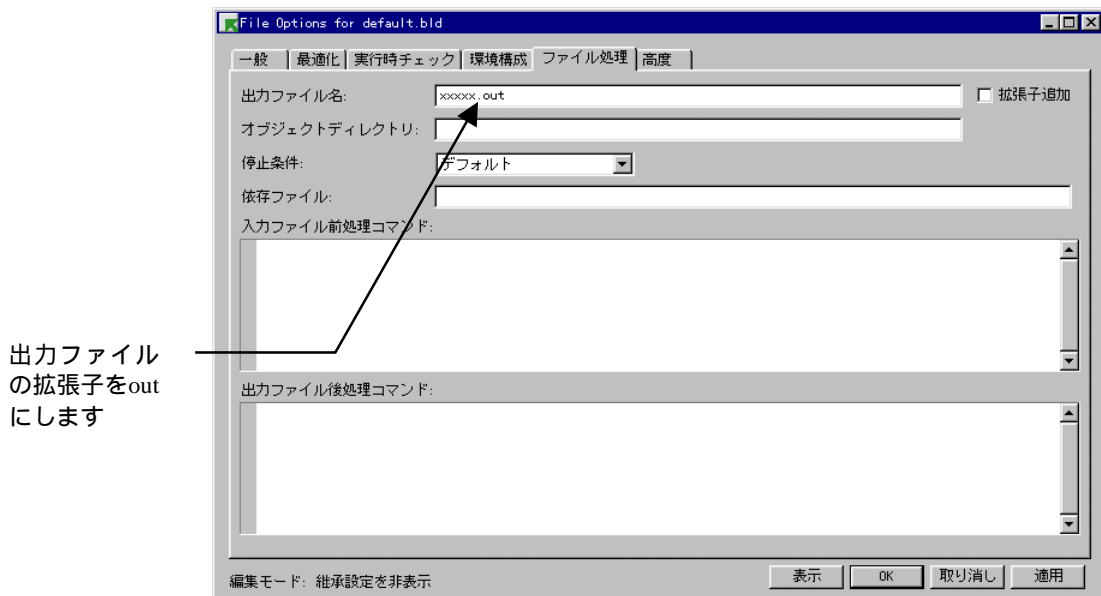 File Options for default.bld
一般 最適化 実行時チェック 環境構成 ファイル処理 高度
出力ファイル名: xxxxx.out 拡張子追加
オブジェクトディレクトリ:
停止条件: デフォルト
依存ファイル:
入力ファイル前処理コマンド:
出力ファイル
の拡張子をout
にします
出力ファイル後処理コマンド:
編集モード: 継承設定を非表示 表示 OK 取り消し 適用